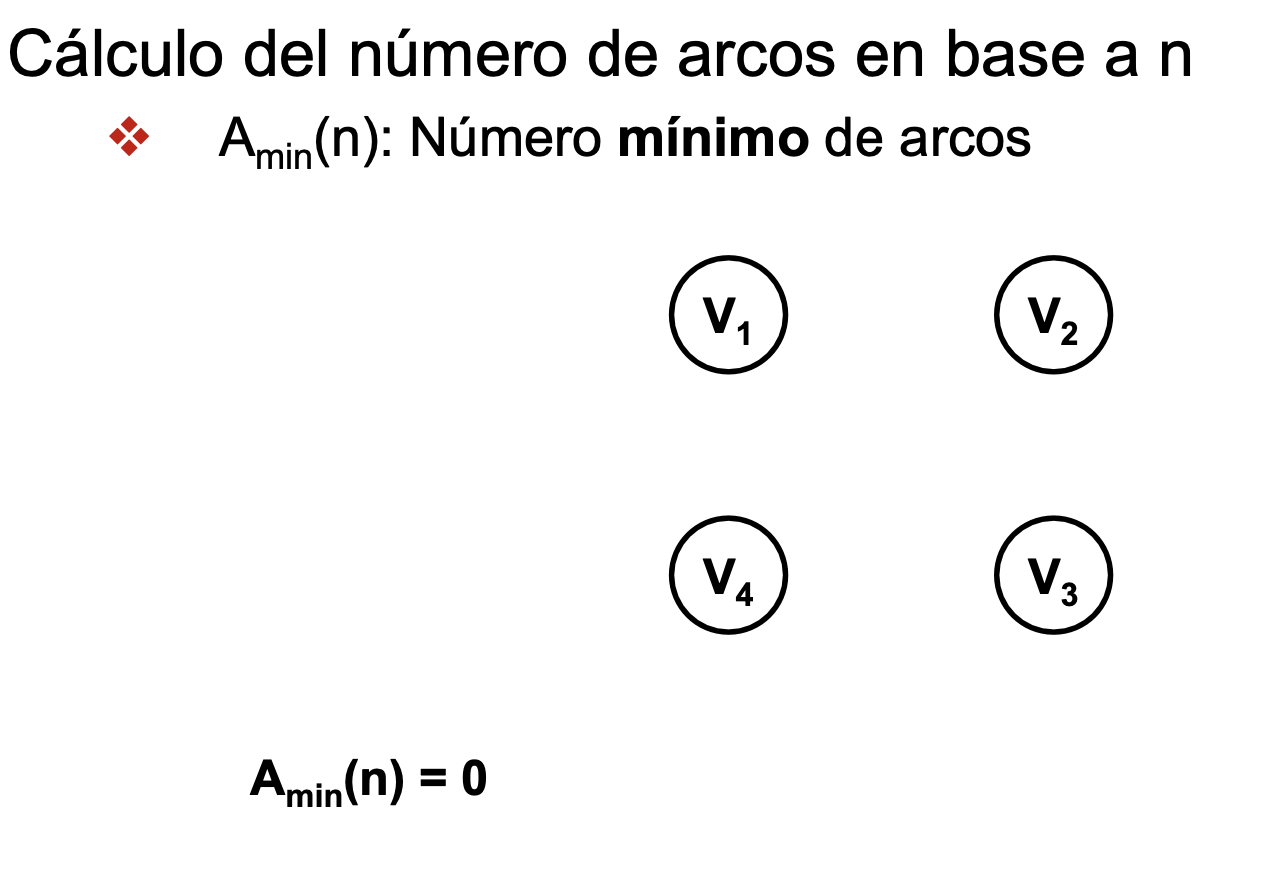 Cálculo del número de arcos en base a n
❖ Aₘᵢₙ(n): Número mínimo de arcos
V₁ V₂
V₄ V₃
Aₘᵢₙ(n) = 0